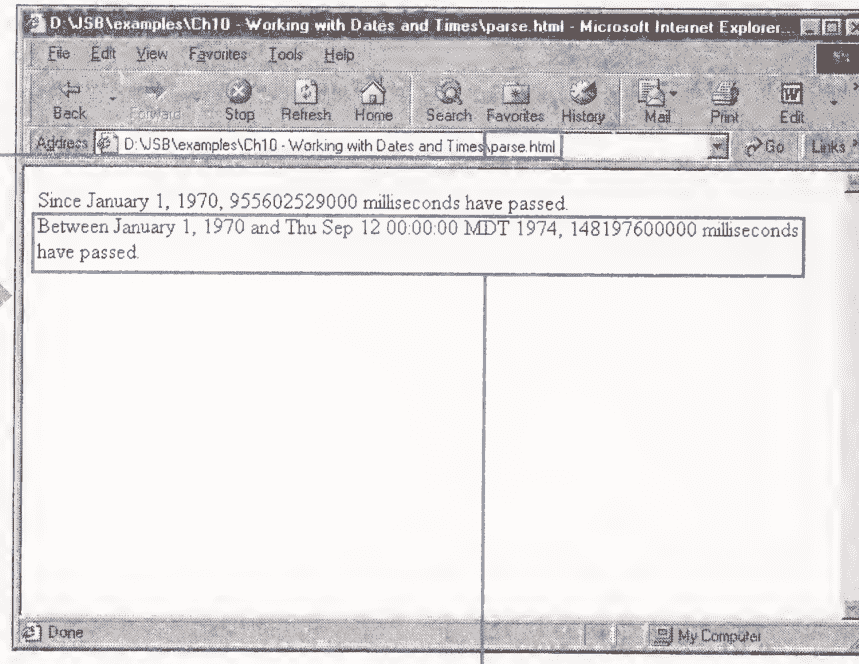 D:\JSB\examples\Ch10 - Working with Dates and Times\parse.html - Microsoft Internet Explorer...
File Edit View Favorites Tools Help
Back Forward Stop Refresh Home Search Favorites History Mail Print Edit
Address D:\JSB\examples\Ch10 - Working with Dates and Times\parse.html Go Links »
Since January 1, 1970, 955602529000 milliseconds have passed.
Between January 1, 1970 and Thu Sep 12 00:00:00 MDT 1974, 148197600000 milliseconds
have passed.
Done My Computer